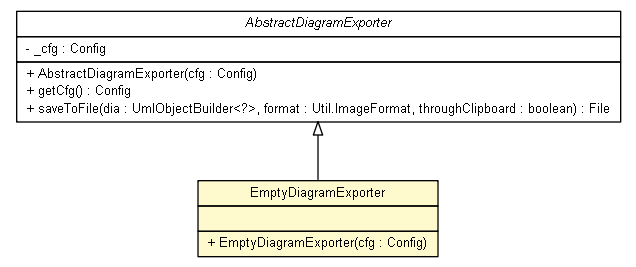 AbstractDiagramExporter
- _cfg : Config
+ AbstractDiagramExporter(cfg : Config)
+ getCfg() : Config
+ saveToFile(dia : UmlObjectBuilder<?>, format : Util.ImageFormat, throughClipboard : boolean) : File
EmptyDiagramExporter
+ EmptyDiagramExporter(cfg : Config)